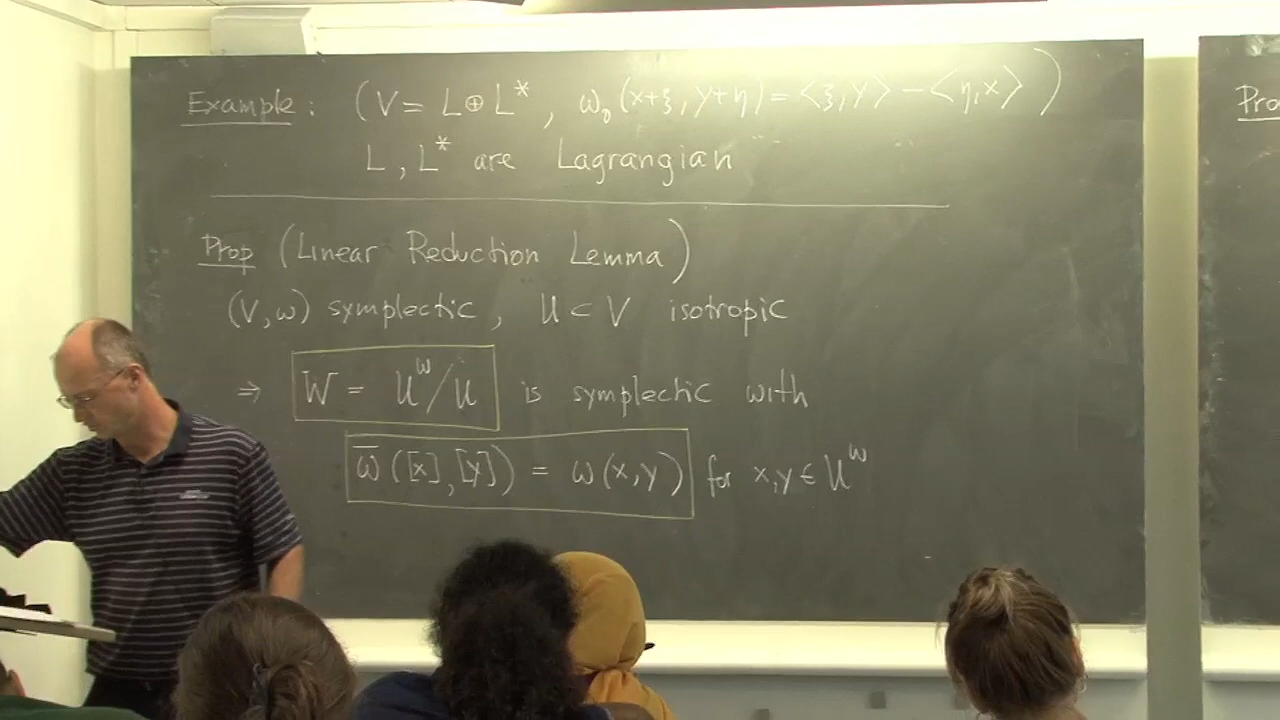 Example: (V = L ⊕ L*, ω₀(x+ξ, y+η) = <ξ,y> − <η,x>)
L, L* are Lagrangian
Prop (Linear Reduction Lemma)
(V,ω) symplectic, U ⊂ V isotropic
⇒ W = U^ω/U is symplectic with
ω̅([x],[y]) = ω(x,y) for x,y ∈ U^ω